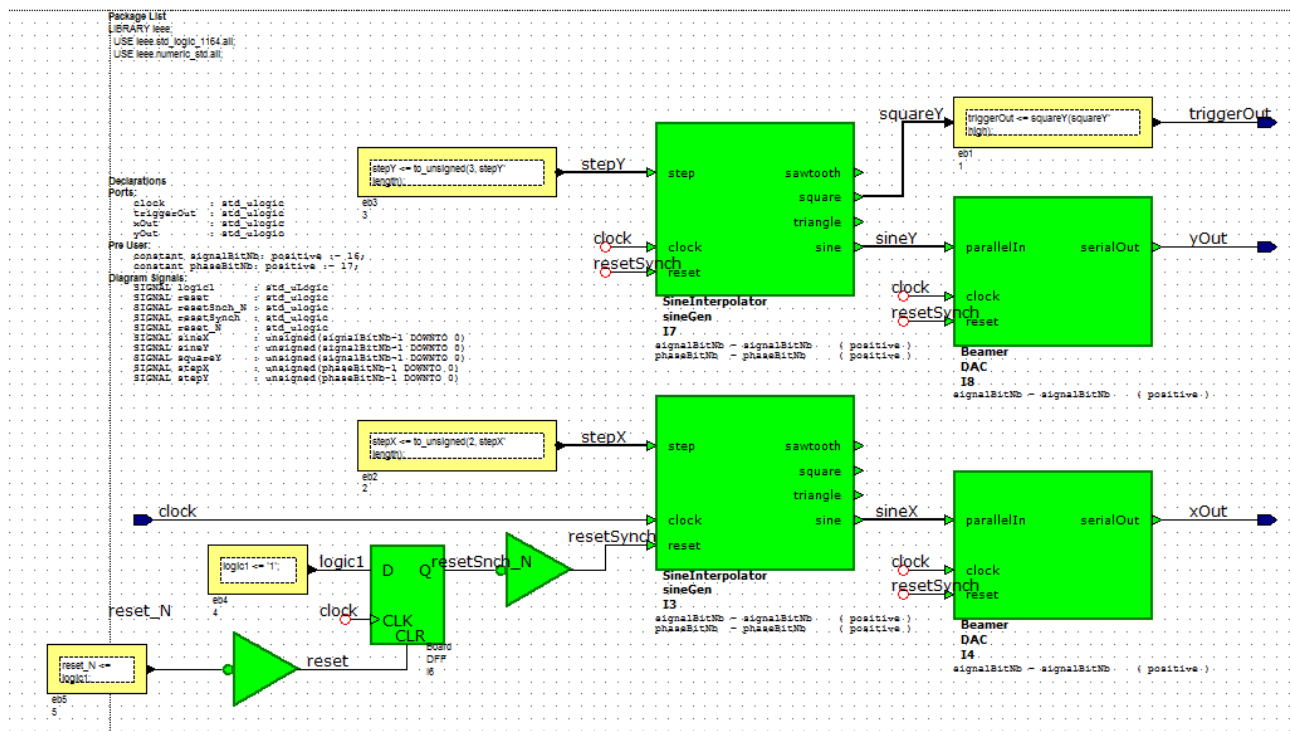 Package List
LIBRARY ieee;
USE ieee.std_logic_1164.all;
USE ieee.numeric_std.all;
Declarations
Ports:
clock : std_ulogic
triggerOut : std_ulogic
xOut : std_ulogic
yOut : std_ulogic
Pre User:
constant signalBitNb: positive := 16;
constant phaseBitNb: positive := 17;
Diagram Signals:
SIGNAL logic1 : std_uLogic
SIGNAL reset : std_ulogic
SIGNAL resetSnch_N : std_ulogic
SIGNAL resetSynch : std_ulogic
SIGNAL reset_N : std_ulogic
SIGNAL sineX : unsigned(signalBitNb-1 DOWNTO 0)
SIGNAL sineY : unsigned(signalBitNb-1 DOWNTO 0)
SIGNAL squareY : unsigned(signalBitNb-1 DOWNTO 0)
SIGNAL stepX : unsigned(phaseBitNb-1 DOWNTO 0)
SIGNAL stepY : unsigned(phaseBitNb-1 DOWNTO 0)
stepY <= to_unsigned(3, stepY'
length);
eb3
3
stepY
step
sawtooth
square
triangle
clock
clock
sine
resetSynch
reset
SineInterpolator
sineGen
I7
signalBitNb = signalBitNb ( positive )
phaseBitNb = phaseBitNb ( positive )
squareY
triggerOut <= squareY(squareY'
high);
eb1
1
triggerOut
sineY
parallelIn
serialOut
yOut
clock
clock
resetSynch
reset
Beamer
DAC
I8
signalBitNb = signalBitNb ( positive )
stepX <= to_unsigned(2, stepX'
length);
eb2
2
stepX
step
sawtooth
square
triangle
clock
clock
sine
reset
SineInterpolator
sineGen
I3
signalBitNb = signalBitNb ( positive )
phaseBitNb = phaseBitNb ( positive )
sineX
parallelIn
serialOut
xOut
clock
clock
resetSynch
reset
Beamer
DAC
I4
signalBitNb = signalBitNb ( positive )
logic1 <= '1';
eb4
4
logic1
D
Q
resetSnch_N
resetSynch
clock
CLK
CLR
Board
DFF
I6
reset_N
reset_N <=
logic1;
eb5
5
reset